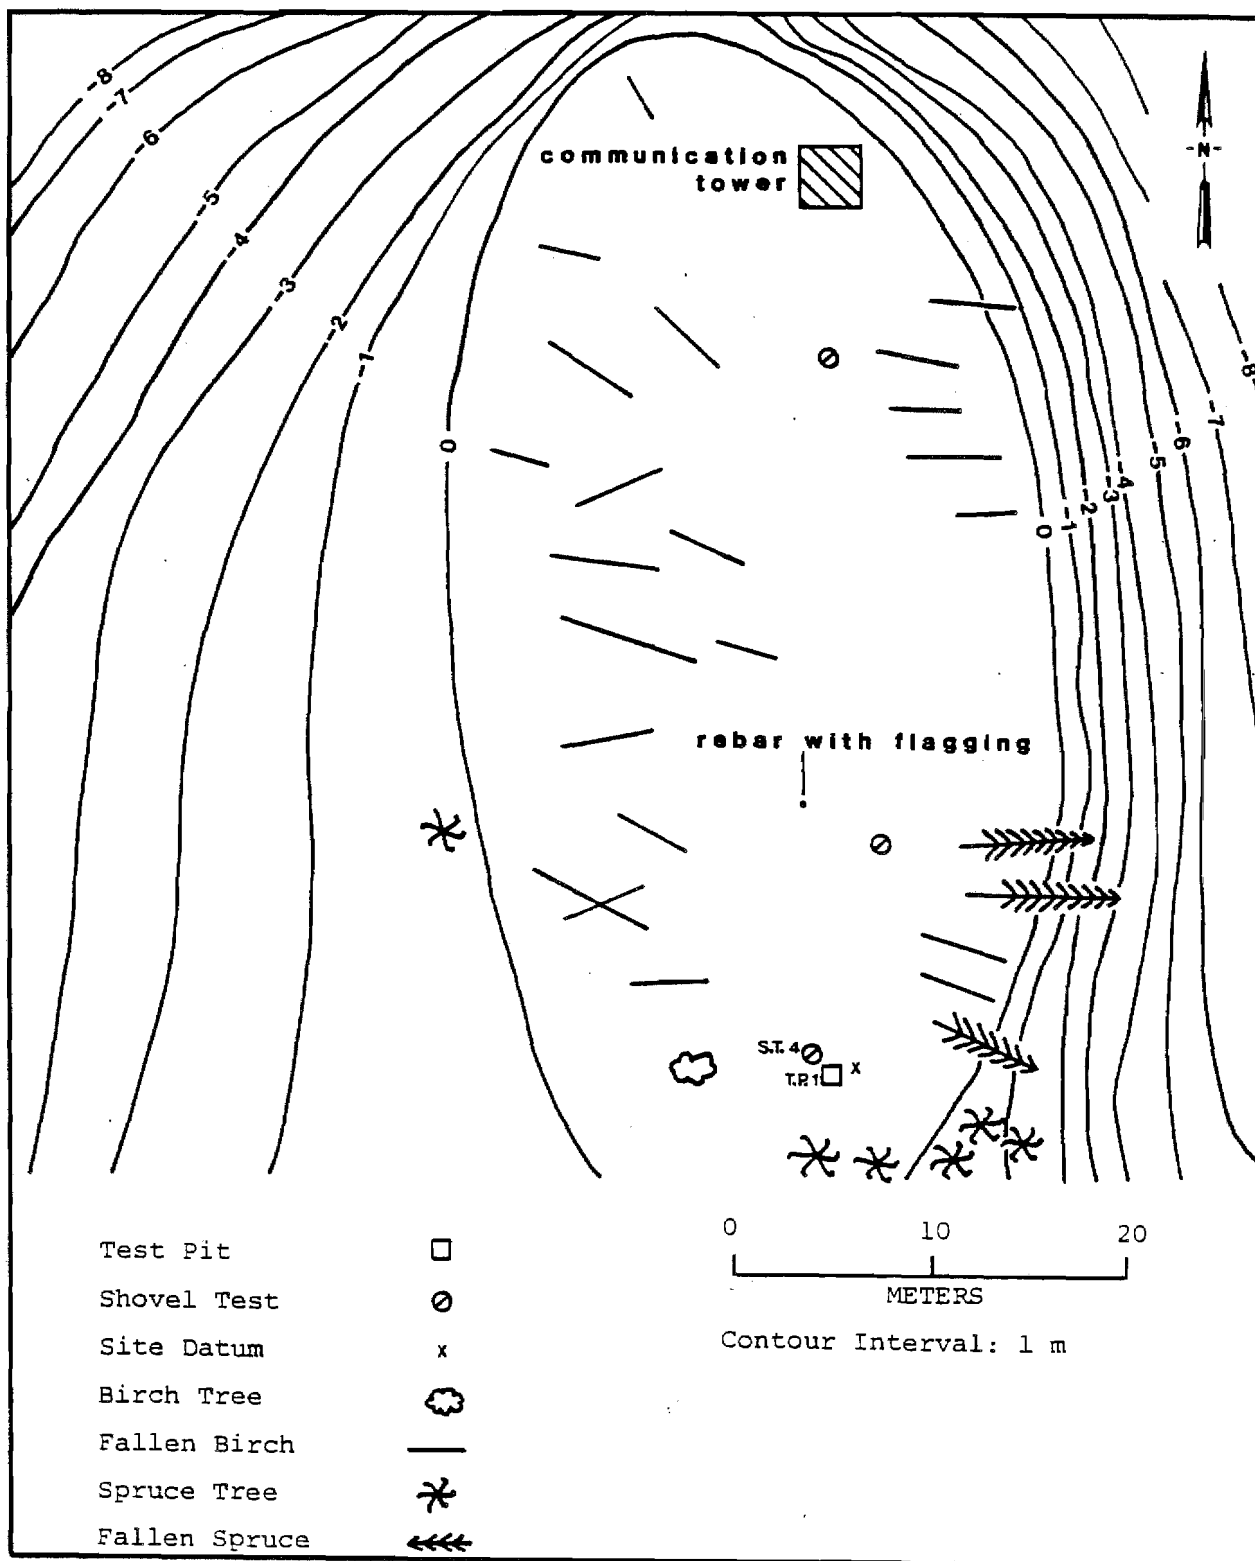 -8
-7
-6
-5
-4
-3
-2
-1
0
communication
tower
-N-
-8
-7
-6
-5
-4
-3
-2
-1
0
rebar with flagging
S.T. 4
T.P. 1
x
Test Pit
Shovel Test
Site Datum x
Birch Tree
Fallen Birch
Spruce Tree
Fallen Spruce
0 10 20
METERS
Contour Interval: 1 m